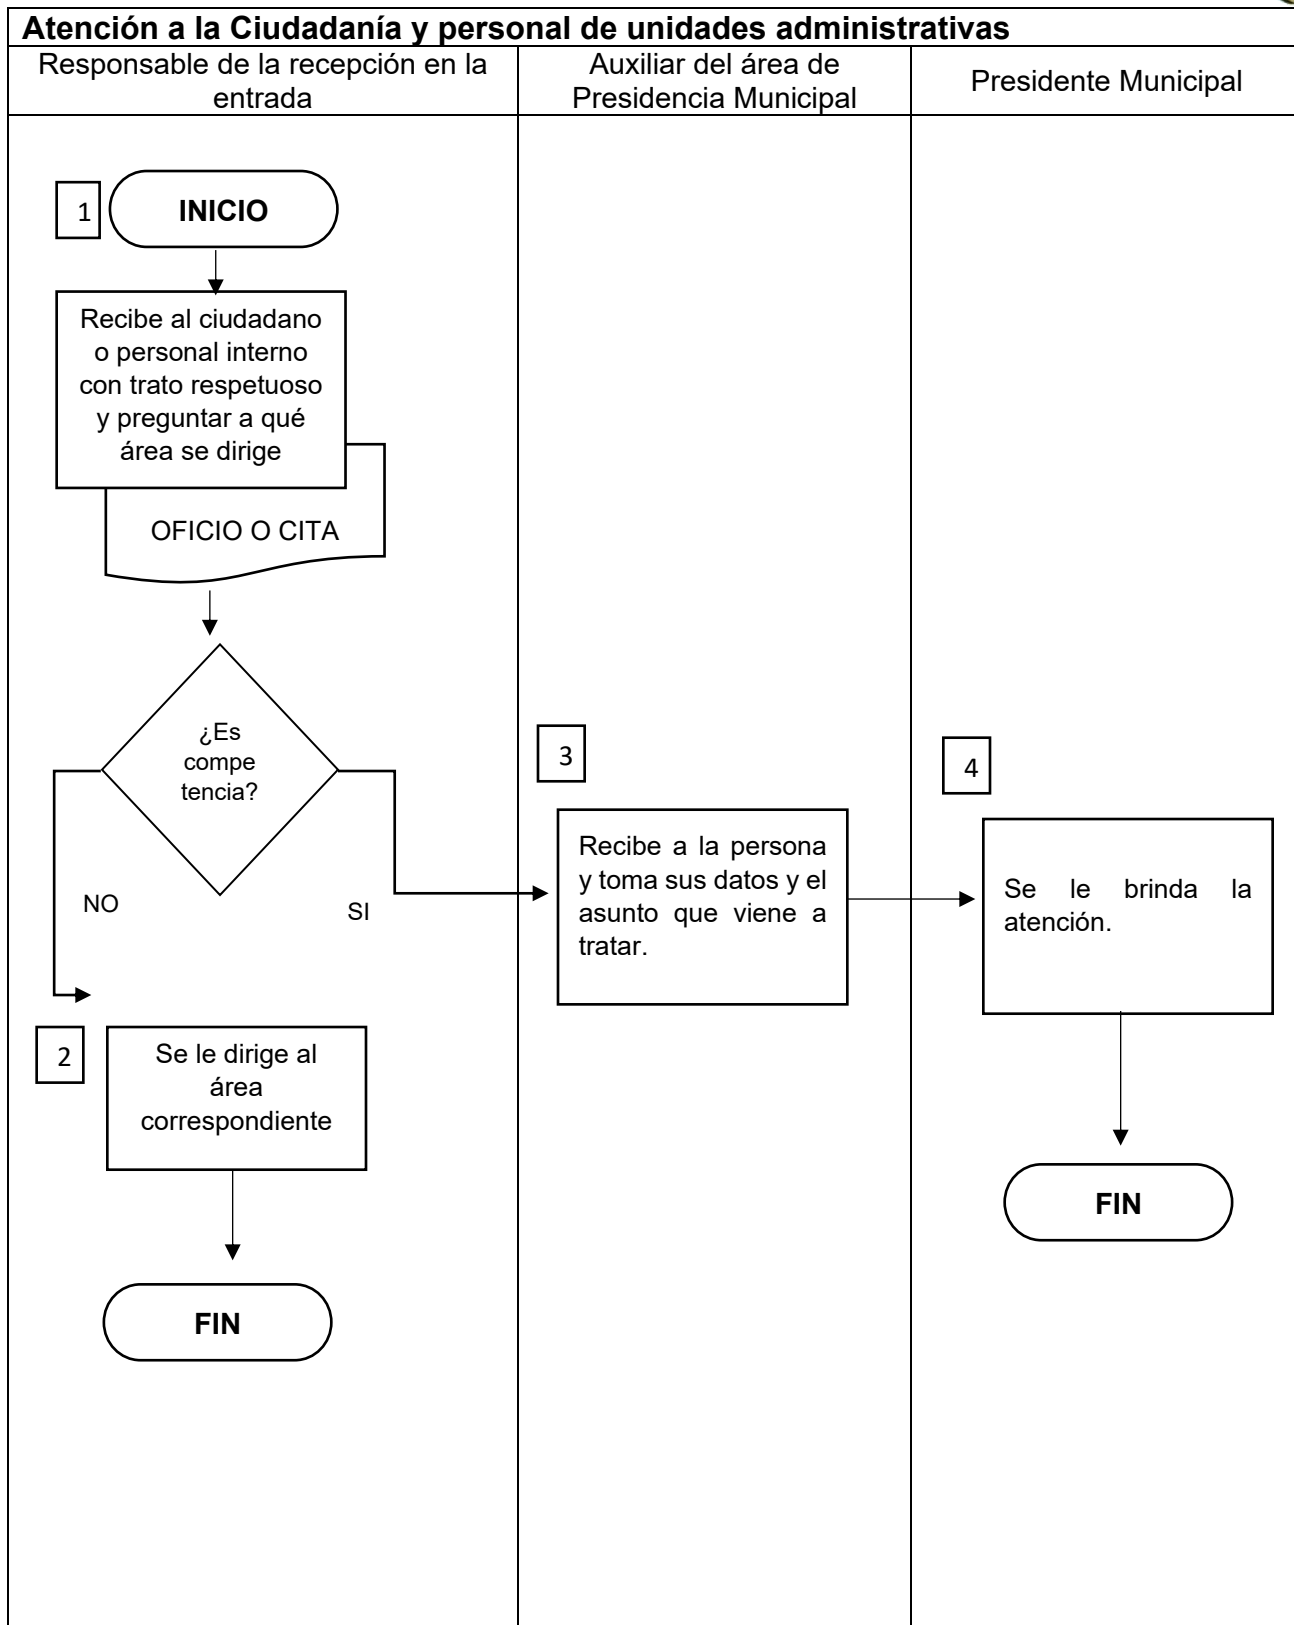 Atención a la Ciudadanía y personal de unidades administrativas
Responsable de la recepción en la
entrada
Auxiliar del área de
Presidencia Municipal
Presidente Municipal
1
INICIO
Recibe al ciudadano
o personal interno
con trato respetuoso
y preguntar a qué
área se dirige
OFICIO O CITA
¿Es
compe
tencia?
NO
SI
2
Se le dirige al
área
correspondiente
FIN
3
Recibe a la persona
y toma sus datos y el
asunto que viene a
tratar.
4
Se le brinda la
atención.
FIN